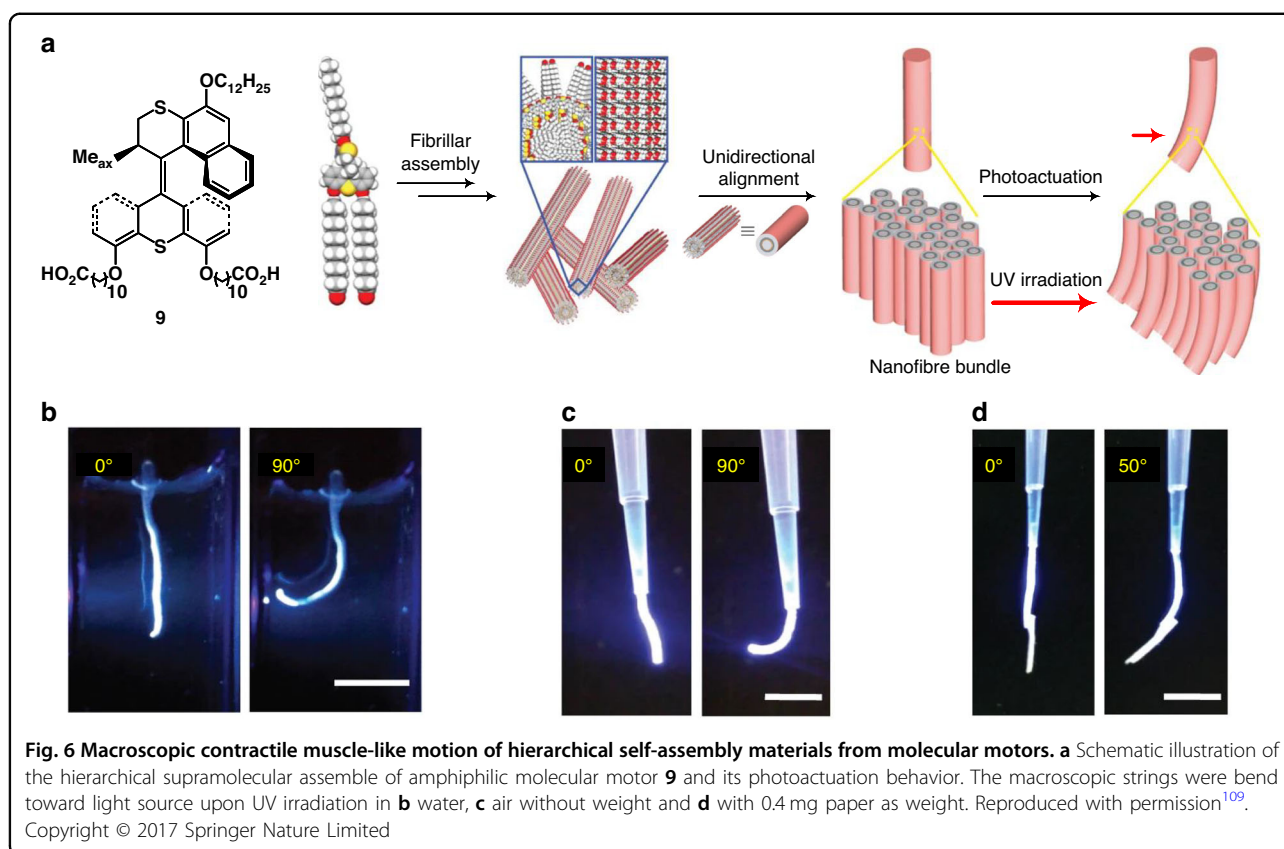 a
OC12H25
S
Meax
S
HO2C
O
O
CO2H
10
10
9
Fibrillar
assembly
Unidirectional
alignment
≡
Photoactuation
UV irradiation
Nanofibre bundle
b
c
d
0°
90°
0°
90°
0°
50°
Fig. 6 Macroscopic contractile muscle-like motion of hierarchical self-assembly materials from molecular motors. a Schematic illustration of
the hierarchical supramolecular assemble of amphiphilic molecular motor 9 and its photoactuation behavior. The macroscopic strings were bend
toward light source upon UV irradiation in b water, c air without weight and d with 0.4 mg paper as weight. Reproduced with permission109.
Copyright © 2017 Springer Nature Limited